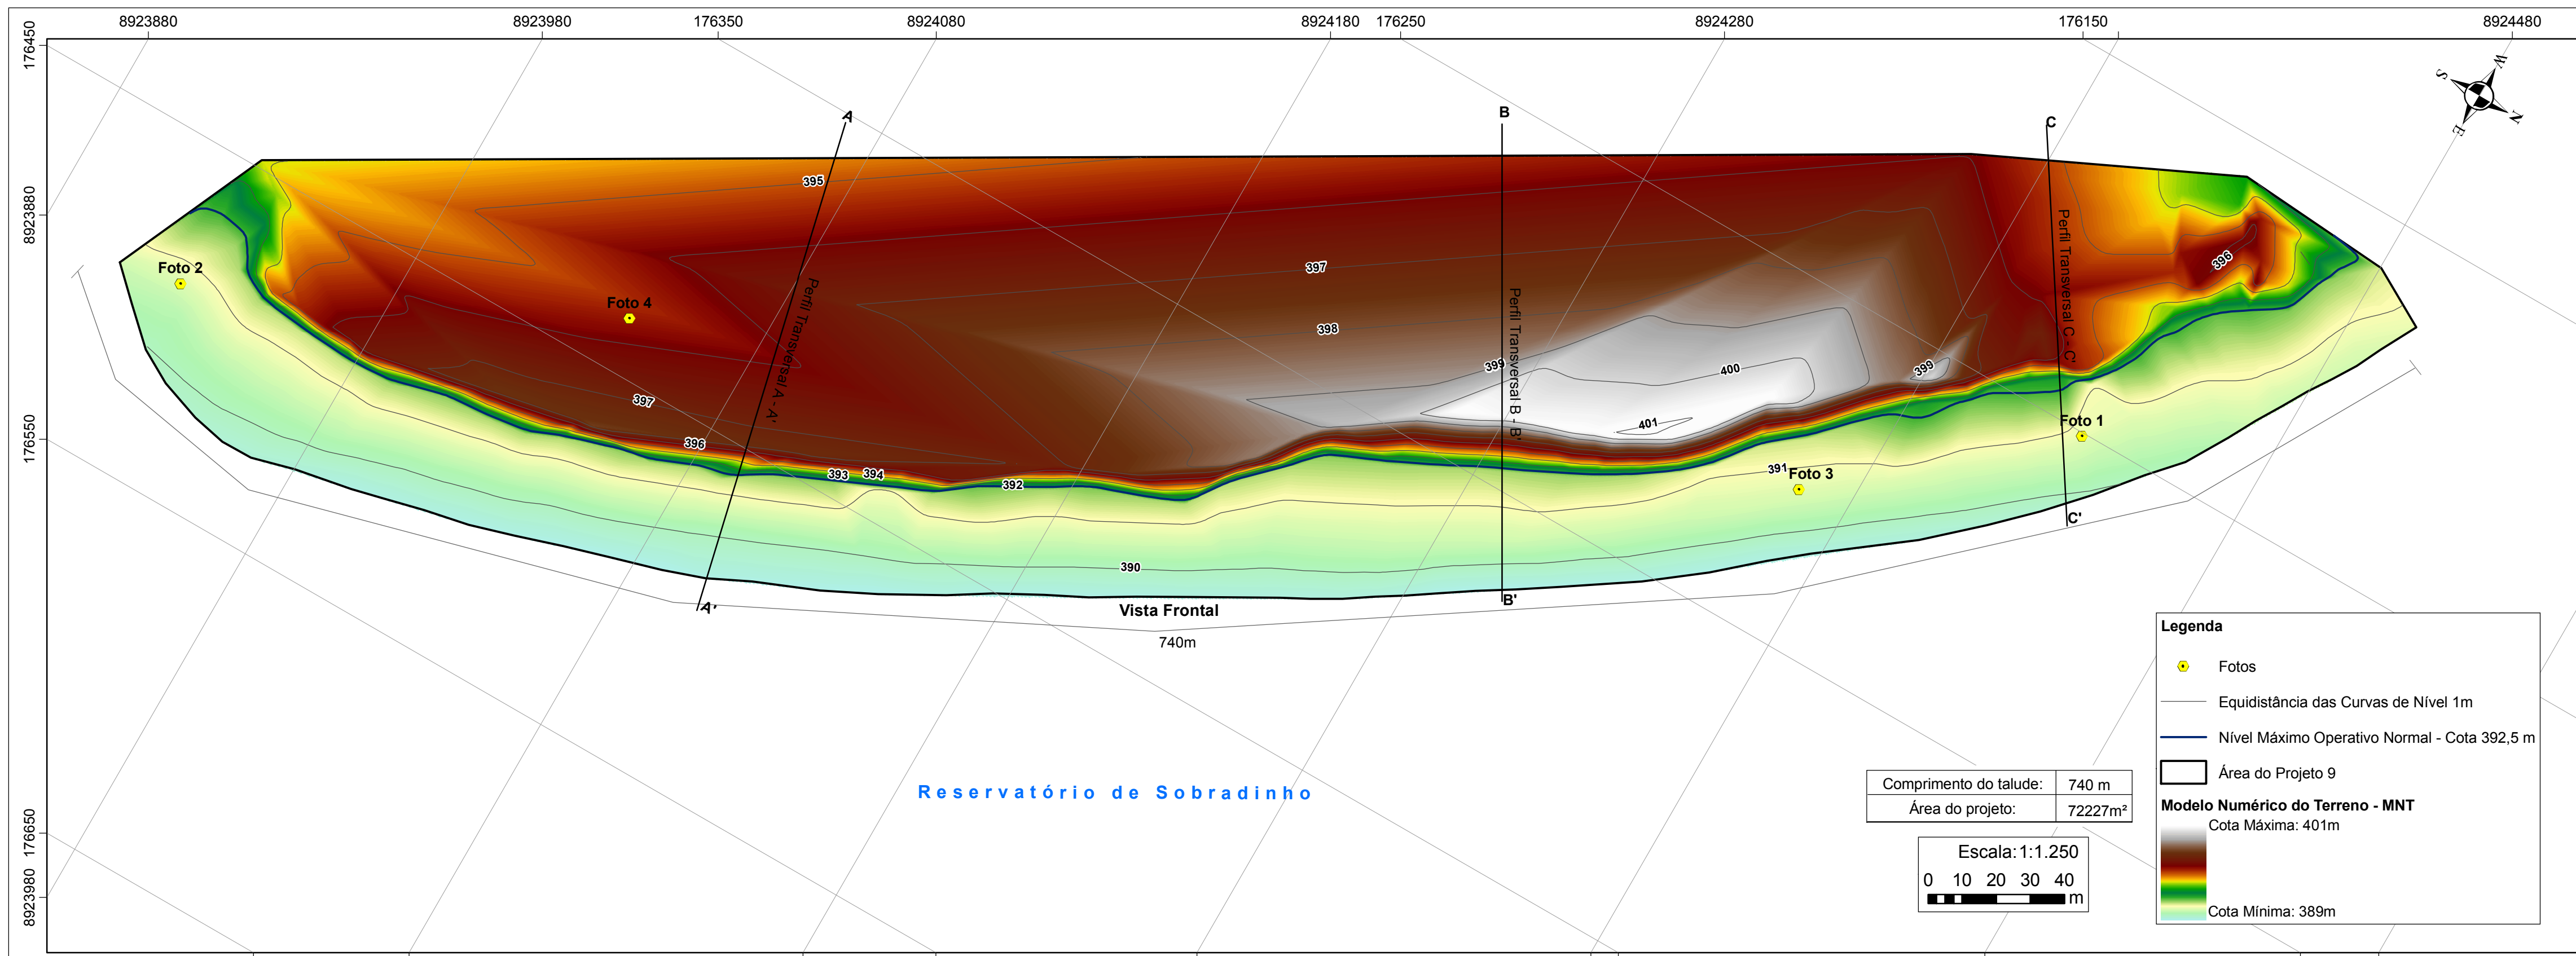 8923880
8923980
176350
8924080
8924180
176250
8924280
176150
8924480
176450
8923880
176550
176650
8923980
W
S
N
E
A
B
C
395
397
398
399
400
401
399
396
Foto 2
Foto 4
Perfil Transversal A - A'
Perfil Transversal B - B'
Perfil Transversal C - C'
397
396
393
394
392
391
390
Foto 1
Foto 3
A'
B'
C'
Vista Frontal
740m
Reservatório de Sobradinho
Comprimento do talude: 740 m
Área do projeto: 72227m²
Escala:1:1.250
0 10 20 30 40
m
Legenda
Fotos
Equidistância das Curvas de Nível 1m
Nível Máximo Operativo Normal - Cota 392,5 m
Área do Projeto 9
Modelo Numérico do Terreno - MNT
Cota Máxima: 401m
Cota Mínima: 389m